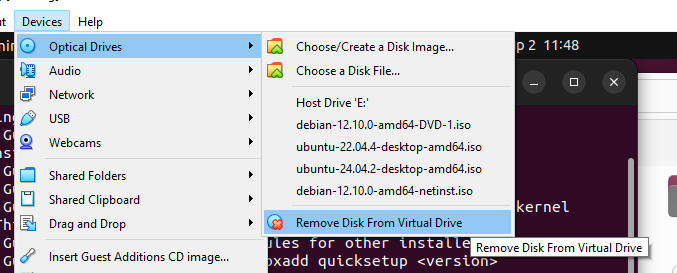 Devices Help
Optical Drives
Audio
Network
USB
Webcams
Shared Folders
Shared Clipboard
Drag and Drop
Insert Guest Additions CD image...
Choose/Create a Disk Image...
Choose a Disk File...
Host Drive 'E:'
debian-12.10.0-amd64-DVD-1.iso
ubuntu-22.04.4-desktop-amd64.iso
ubuntu-24.04.2-desktop-amd64.iso
debian-12.10.0-amd64-netinst.iso
Remove Disk From Virtual Drive
Remove Disk From Virtual Drive
2 11:48
kernel
for other
quicksetup <version>